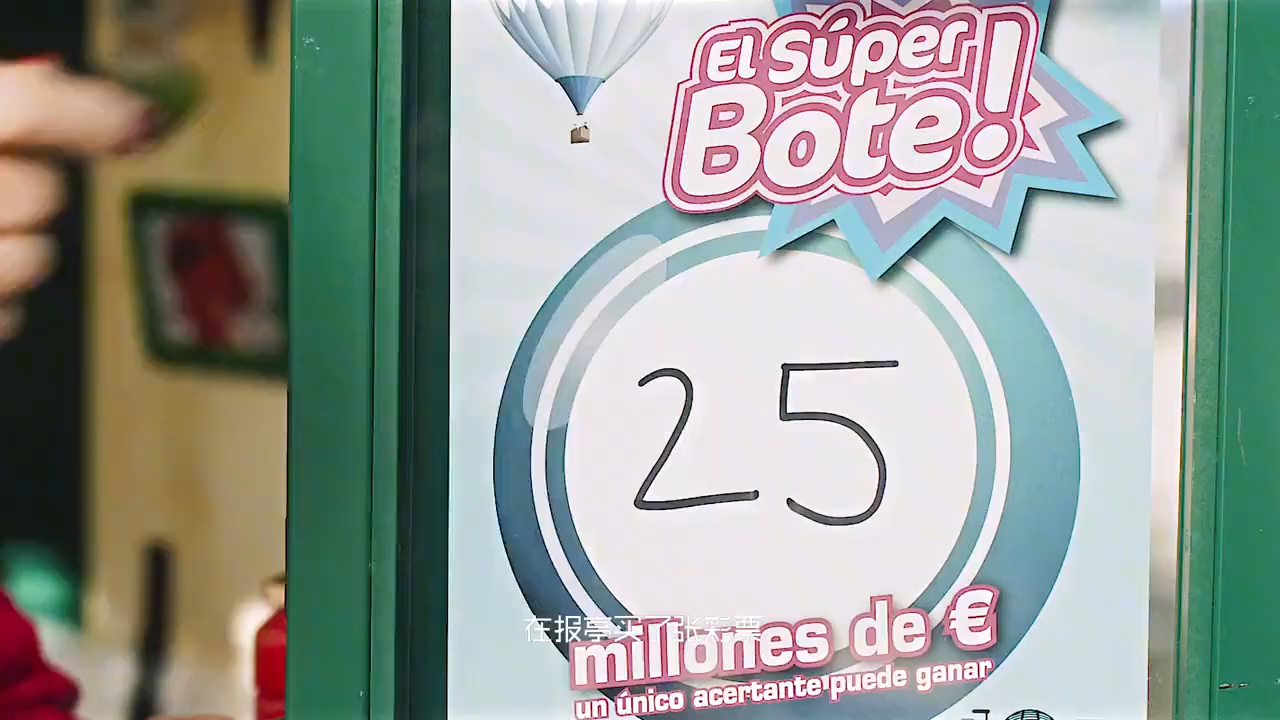 El Súper
Bote!
25
在报亭买了张彩票
millones de €
un único acertante puede ganar